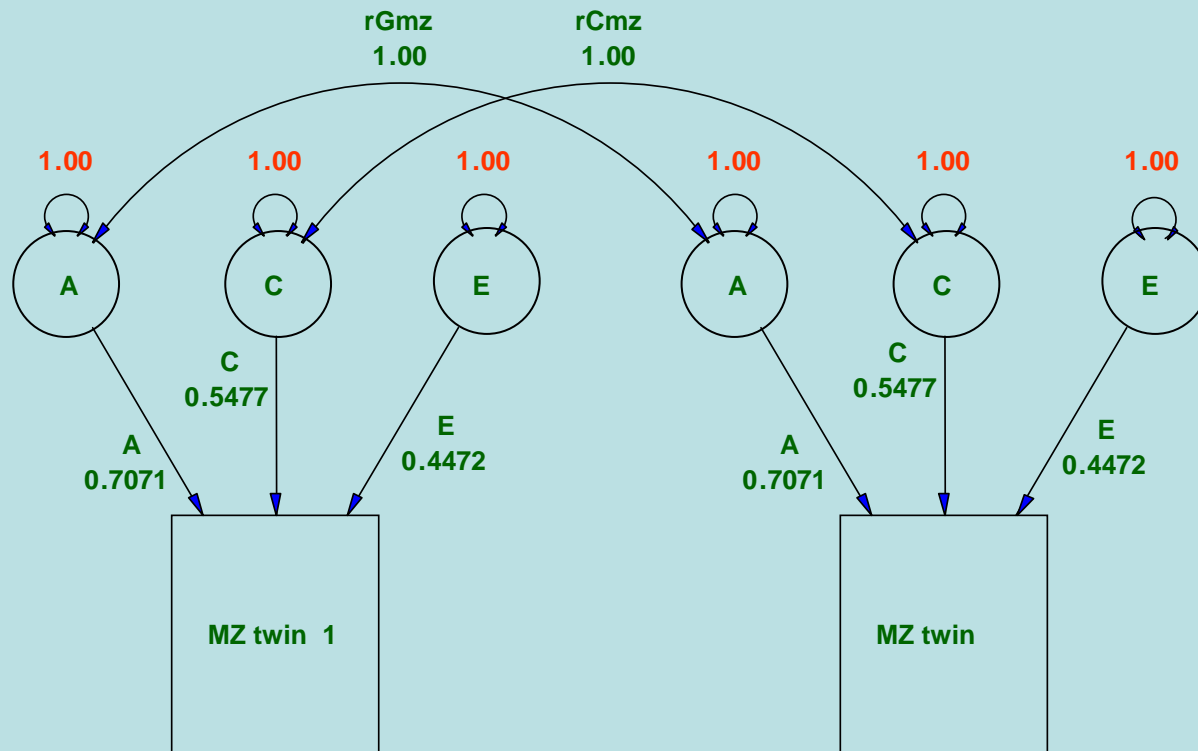 rGmz rCmz
1.00 1.00
1.00 1.00 1.00 1.00 1.00 1.00
A C E A C E
C C
0.5477 0.5477
A E A E
0.7071 0.4472 0.7071 0.4472
MZ twin 1 MZ twin